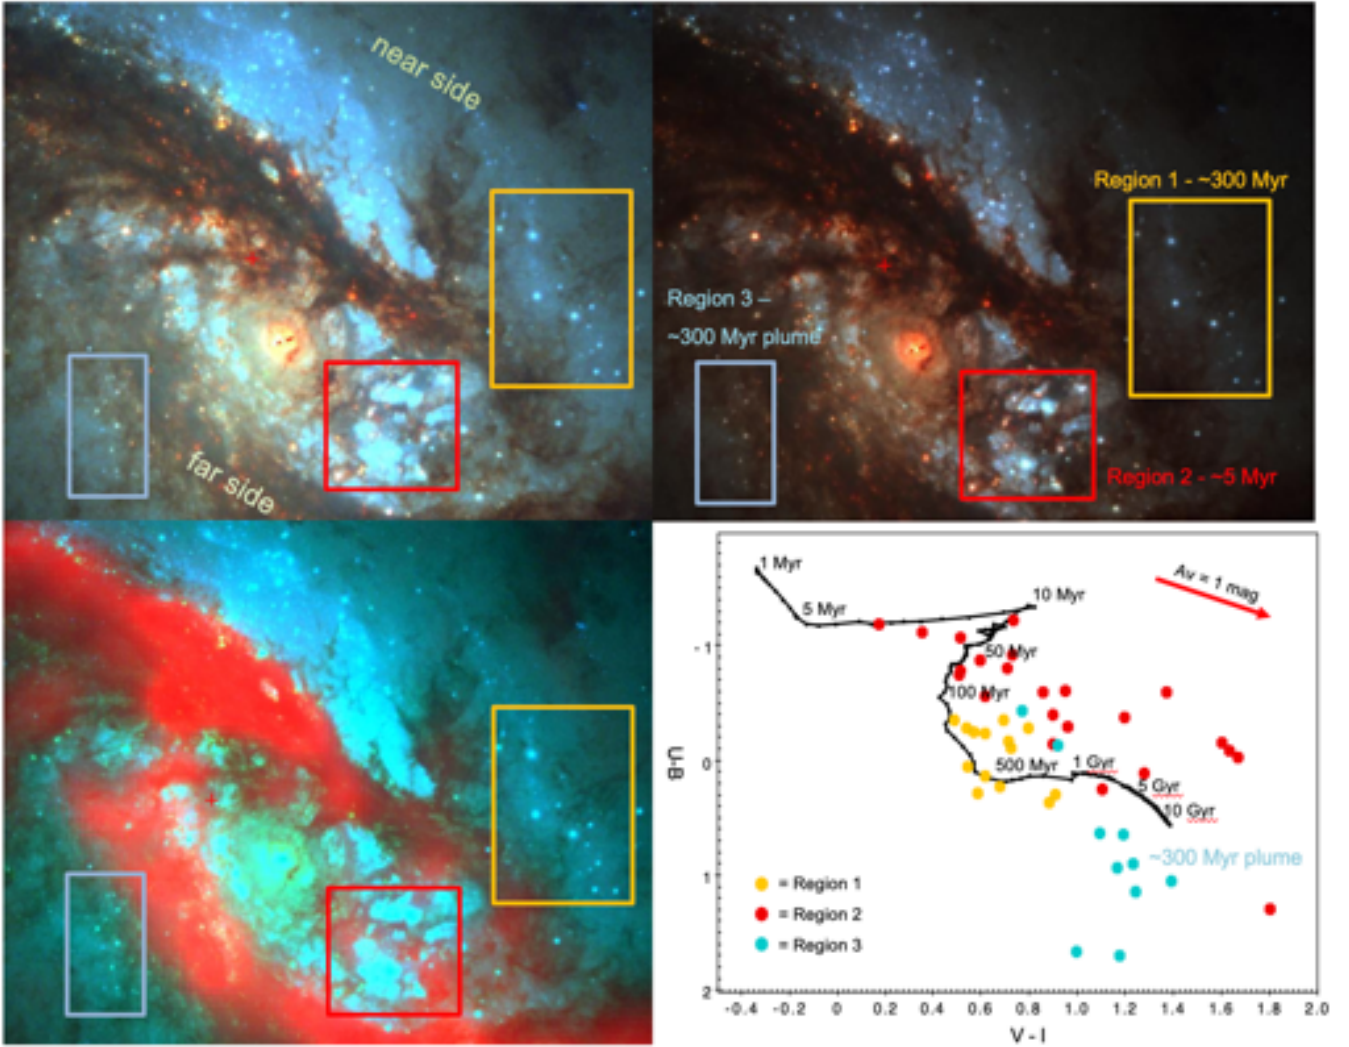 near side
far side
Region 1 - ~300 Myr
Region 3 –
~300 Myr plume
Region 2 - ~5 Myr
1 Myr
5 Myr
10 Myr
Av = 1 mag
50 Myr
100 Myr
500 Myr
1 Gyr
5 Gyr
10 Gyr
~300 Myr plume
= Region 1
= Region 2
= Region 3
U-B
-1
0
1
2
-0.4 -0.2 0 0.2 0.4 0.6 0.8 1.0 1.2 1.4 1.6 1.8 2.0
V - I